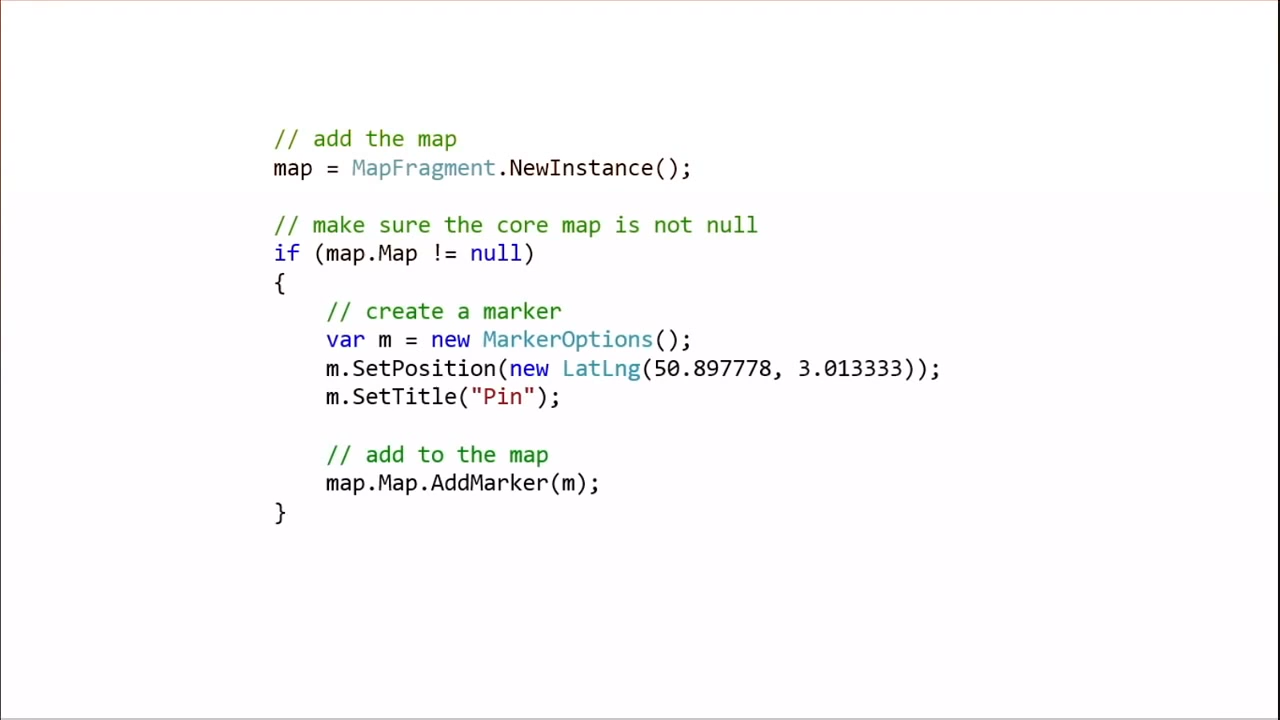 // add the map
map = MapFragment.NewInstance();

// make sure the core map is not null
if (map.Map != null)
{
    // create a marker
    var m = new MarkerOptions();
    m.SetPosition(new LatLng(50.897778, 3.013333));
    m.SetTitle("Pin");

    // add to the map
    map.Map.AddMarker(m);
}